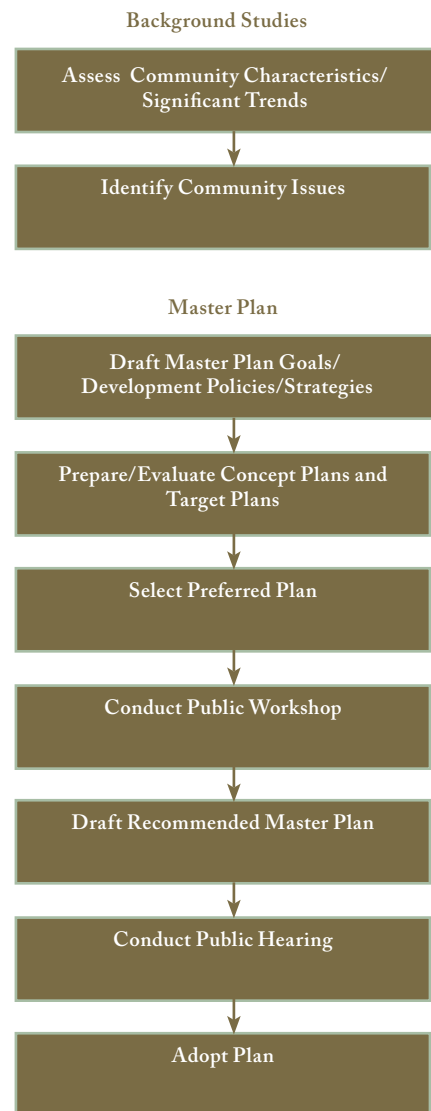 Background Studies
Assess Community Characteristics/
Significant Trends
Identify Community Issues
Master Plan
Draft Master Plan Goals/
Development Policies/Strategies
Prepare/Evaluate Concept Plans and
Target Plans
Select Preferred Plan
Conduct Public Workshop
Draft Recommended Master Plan
Conduct Public Hearing
Adopt Plan